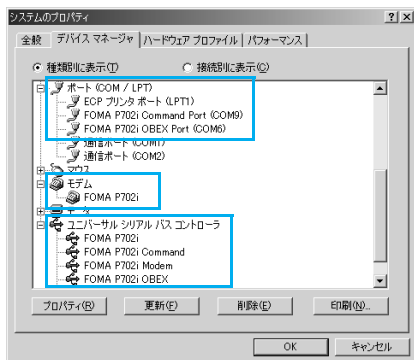 システムのプロパティ
全般 デバイス マネージャ ハードウェア プロファイル パフォーマンス
種類別に表示(T) 接続別に表示(C)
ポート (COM / LPT)
ECP プリンタ ポート (LPT1)
FOMA P702i Command Port (COM9)
FOMA P702i OBEX Port (COM6)
通信ポート (COM1)
通信ポート (COM2)
マウス
モデム
FOMA P702i
ユニバーサル シリアル バス コントローラ
FOMA P702i
FOMA P702i Command
FOMA P702i Modem
FOMA P702i OBEX
プロパティ(R) 更新(F) 削除(E) 印刷(N)...
OK キャンセル